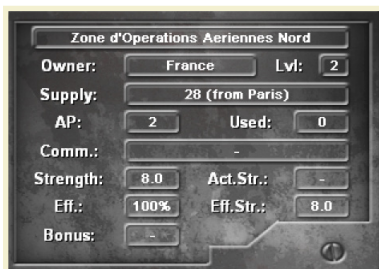 Zone d'Operations Aeriennes Nord
Owner: France Lvl: 2
Supply: 28 (from Paris)
AP: 2 Used: 0
Comm.: -
Strength: 8.0 Act.Str.: -
Eff.: 100% Eff.Str.: 8.0
Bonus: -